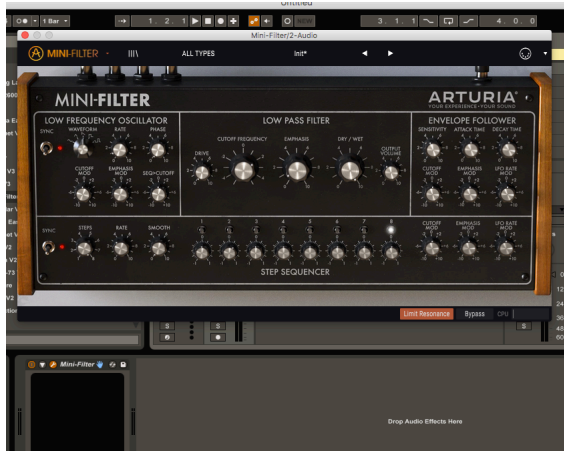 Untitled
1 Bar
1. 2. 1
NEW
3. 1. 1
4. 0. 0
Mini-Filter/2-Audio
MINI-FILTER
ALL TYPES
Init*
MINI-FILTER
ARTURIA
YOUR EXPERIENCE • YOUR SOUND
LOW FREQUENCY OSCILLATOR
LOW PASS FILTER
ENVELOPE FOLLOWER
SYNC
WAVEFORM
RATE
PHASE
DRIVE
CUTOFF FREQUENCY
EMPHASIS
DRY / WET
OUTPUT VOLUME
SENSITIVITY
ATTACK TIME
DECAY TIME
CUTOFF MOD
EMPHASIS MOD
SEQ>CUTOFF
CUTOFF MOD
EMPHASIS MOD
LFO RATE MOD
SYNC
STEPS
RATE
SMOOTH
1 2 3 4 5 6 7 8
CUTOFF MOD
EMPHASIS MOD
LFO RATE MOD
STEP SEQUENCER
Limit Resonance
Bypass
CPU
S
S
S
Mini-Filter
Drop Audio Effects Here